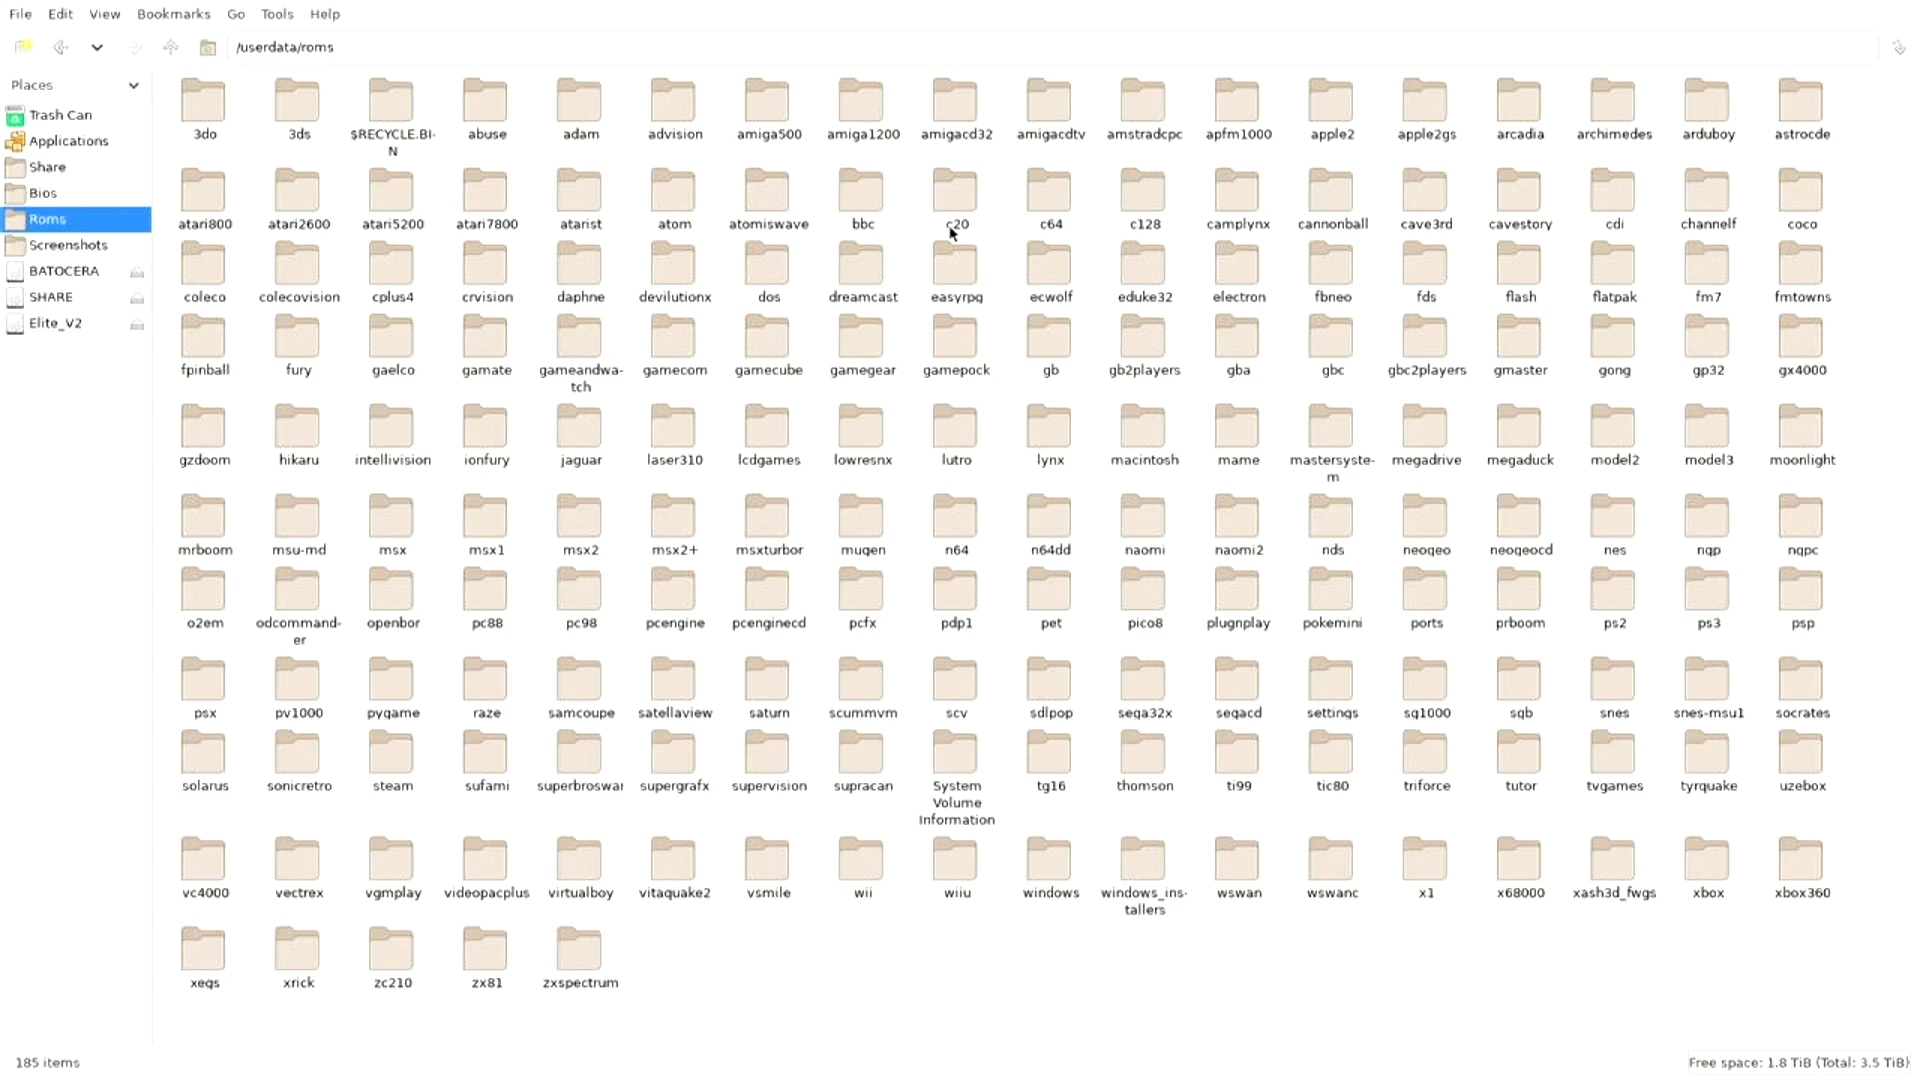 File Edit View Bookmarks Go Tools Help
/userdata/roms
Places
Trash Can
Applications
Share
Bios
Roms
Screenshots
BATOCERA
SHARE
Elite_V2
3do 3ds $RECYCLE.BI- abuse adam advision amiga500 amiga1200 amigacd32 amigacdtv amstradcpc apfm1000 apple2 apple2gs arcadia archimedes arduboy astrocde
N
atari800 atari2600 atari5200 atari7800 atarist atom atomiswave bbc c20 c64 c128 camplynx cannonball cave3rd cavestory cdi channelf coco
coleco colecovision cplus4 crvision daphne devilutionx dos dreamcast easyrpg ecwolf eduke32 electron fbneo fds flash flatpak fm7 fmtowns
fpinball fury gaelco gamate gameandwa- gamecom gamecube gamegear gamepock gb gb2players gba gbc gbc2players gmaster gong gp32 gx4000
tch
gzdoom hikaru intellivision ionfury jaguar laser310 lcdgames lowresnx lutro lynx macintosh mame mastersyste- megadrive megaduck model2 model3 moonlight
m
mrboom msu-md msx msx1 msx2 msx2+ msxturbor mugen n64 n64dd naomi naomi2 nds neogeo neogeocd nes ngp ngpc
o2em odcommand- openbor pc88 pc98 pcengine pcenginecd pcfx pdp1 pet pico8 plugnplay pokemini ports prboom ps2 ps3 psp
er
psx pv1000 pygame raze samcoupe satellaview saturn scummvm scv sdlpop sega32x segacd settings sg1000 sgb snes snes-msu1 socrates
solarus sonicretro steam sufami superbroswar supergrafx supervision supracan System tg16 thomson ti99 tic80 triforce tutor tvgames tyrquake uzebox
Volume
Information
vc4000 vectrex vgmplay videopacplus virtualboy vitaquake2 vsmile wii wiiu windows windows_ins- wswan wswanc x1 x68000 xash3d_fwgs xbox xbox360
tallers
xegs xrick zc210 zx81 zxspectrum
185 items
Free space: 1.8 TiB (Total: 3.5 TiB)